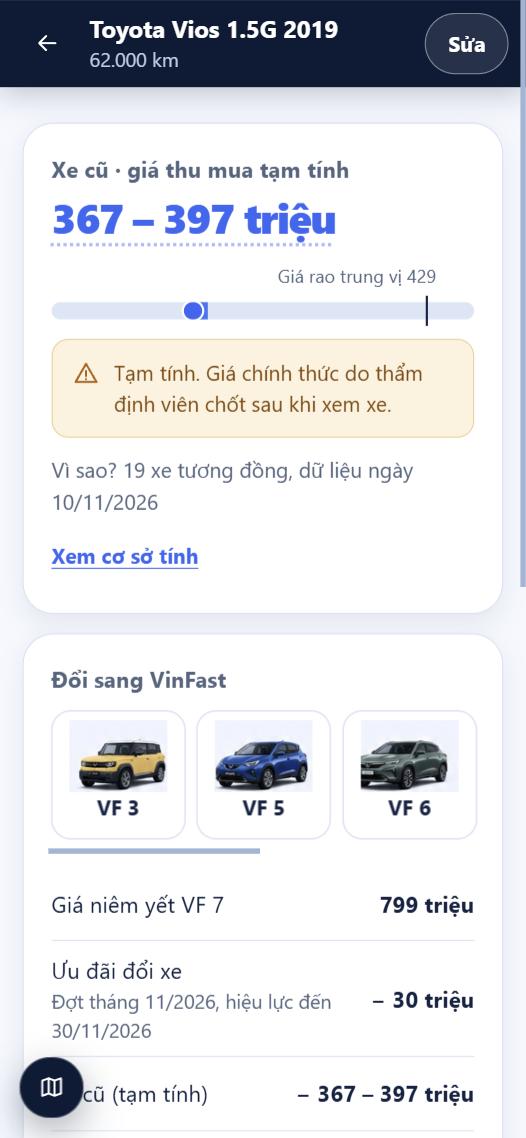 Toyota Vios 1.5G 2019
62.000 km
Sửa
Xe cũ · giá thu mua tạm tính
367 – 397 triệu
Giá rao trung vị 429
Tạm tính. Giá chính thức do thẩm
định viên chốt sau khi xem xe.
Vì sao? 19 xe tương đồng, dữ liệu ngày
10/11/2026
Xem cơ sở tính
Đổi sang VinFast
VF 3
VF 5
VF 6
Giá niêm yết VF 7
799 triệu
Ưu đãi đổi xe
Đợt tháng 11/2026, hiệu lực đến
30/11/2026
– 30 triệu
cũ (tạm tính)
– 367 – 397 triệu